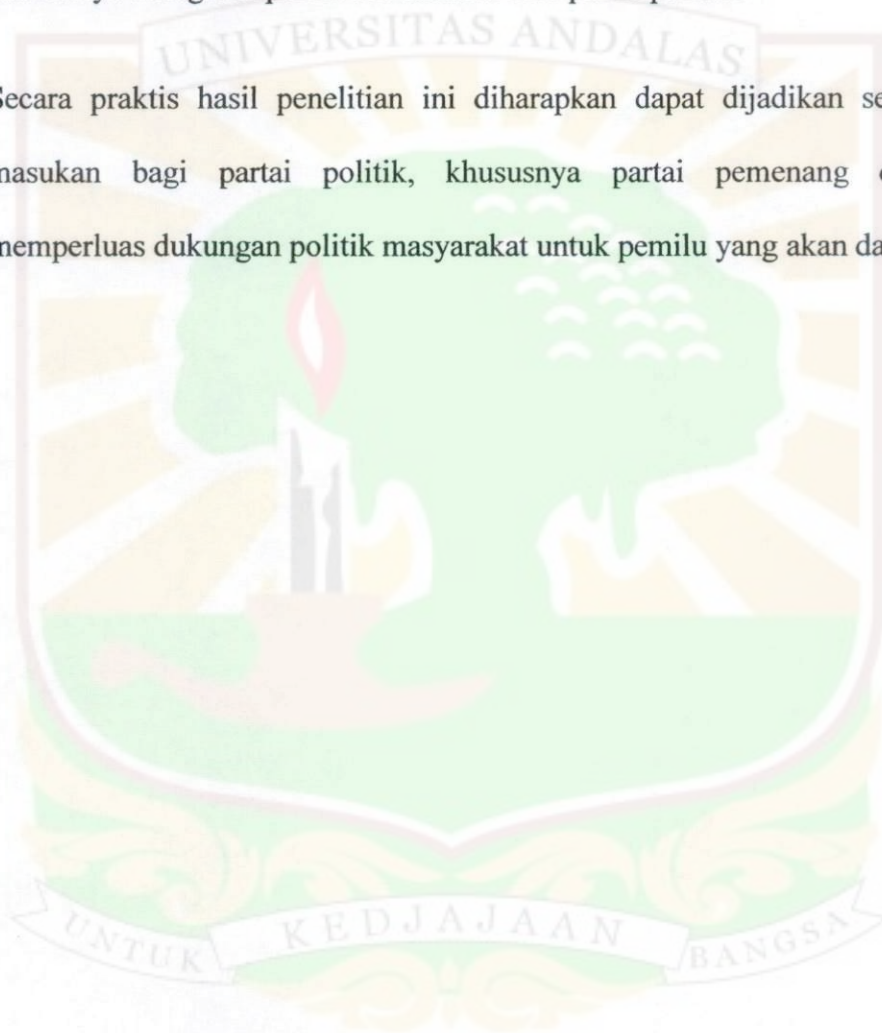 UNIVERSITAS ANDALAS
Secara praktis hasil penelitian ini diharapkan dapat dijadikan se
masukan bagi partai politik, khususnya partai pemenang
memperluas dukungan politik masyarakat untuk pemilu yang akan da
UNTUK KEDJAJAAN BANGSA